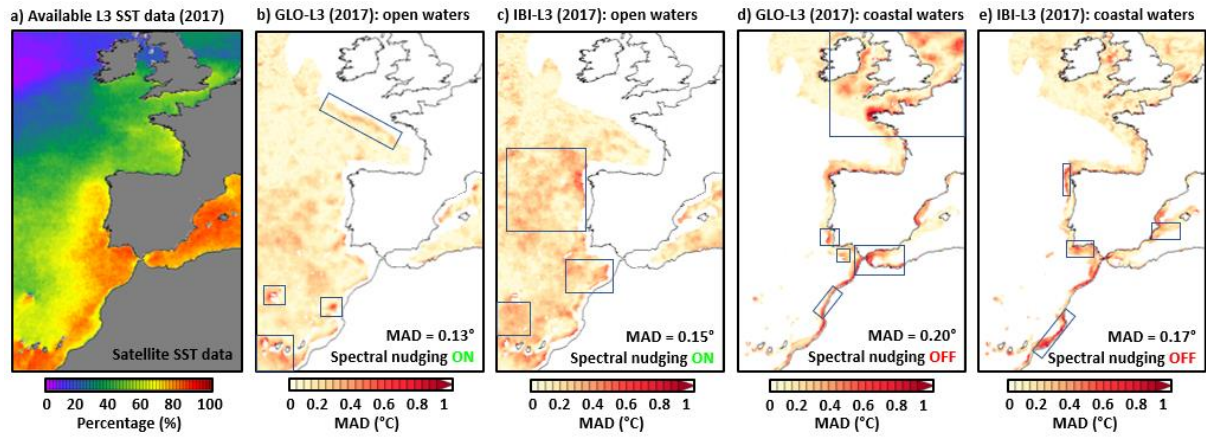 a) Available L3 SST data (2017)
b) GLO-L3 (2017): open waters
c) IBI-L3 (2017): open waters
d) GLO-L3 (2017): coastal waters
e) IBI-L3 (2017): coastal waters
Satellite SST data
MAD = 0.13°
Spectral nudging ON
MAD = 0.15°
Spectral nudging ON
MAD = 0.20°
Spectral nudging OFF
MAD = 0.17°
Spectral nudging OFF
0 20 40 60 80 100
Percentage (%)
0 0.2 0.4 0.6 0.8 1
MAD (°C)
0 0.2 0.4 0.6 0.8 1
MAD (°C)
0 0.2 0.4 0.6 0.8 1
MAD (°C)
0 0.2 0.4 0.6 0.8 1
MAD (°C)